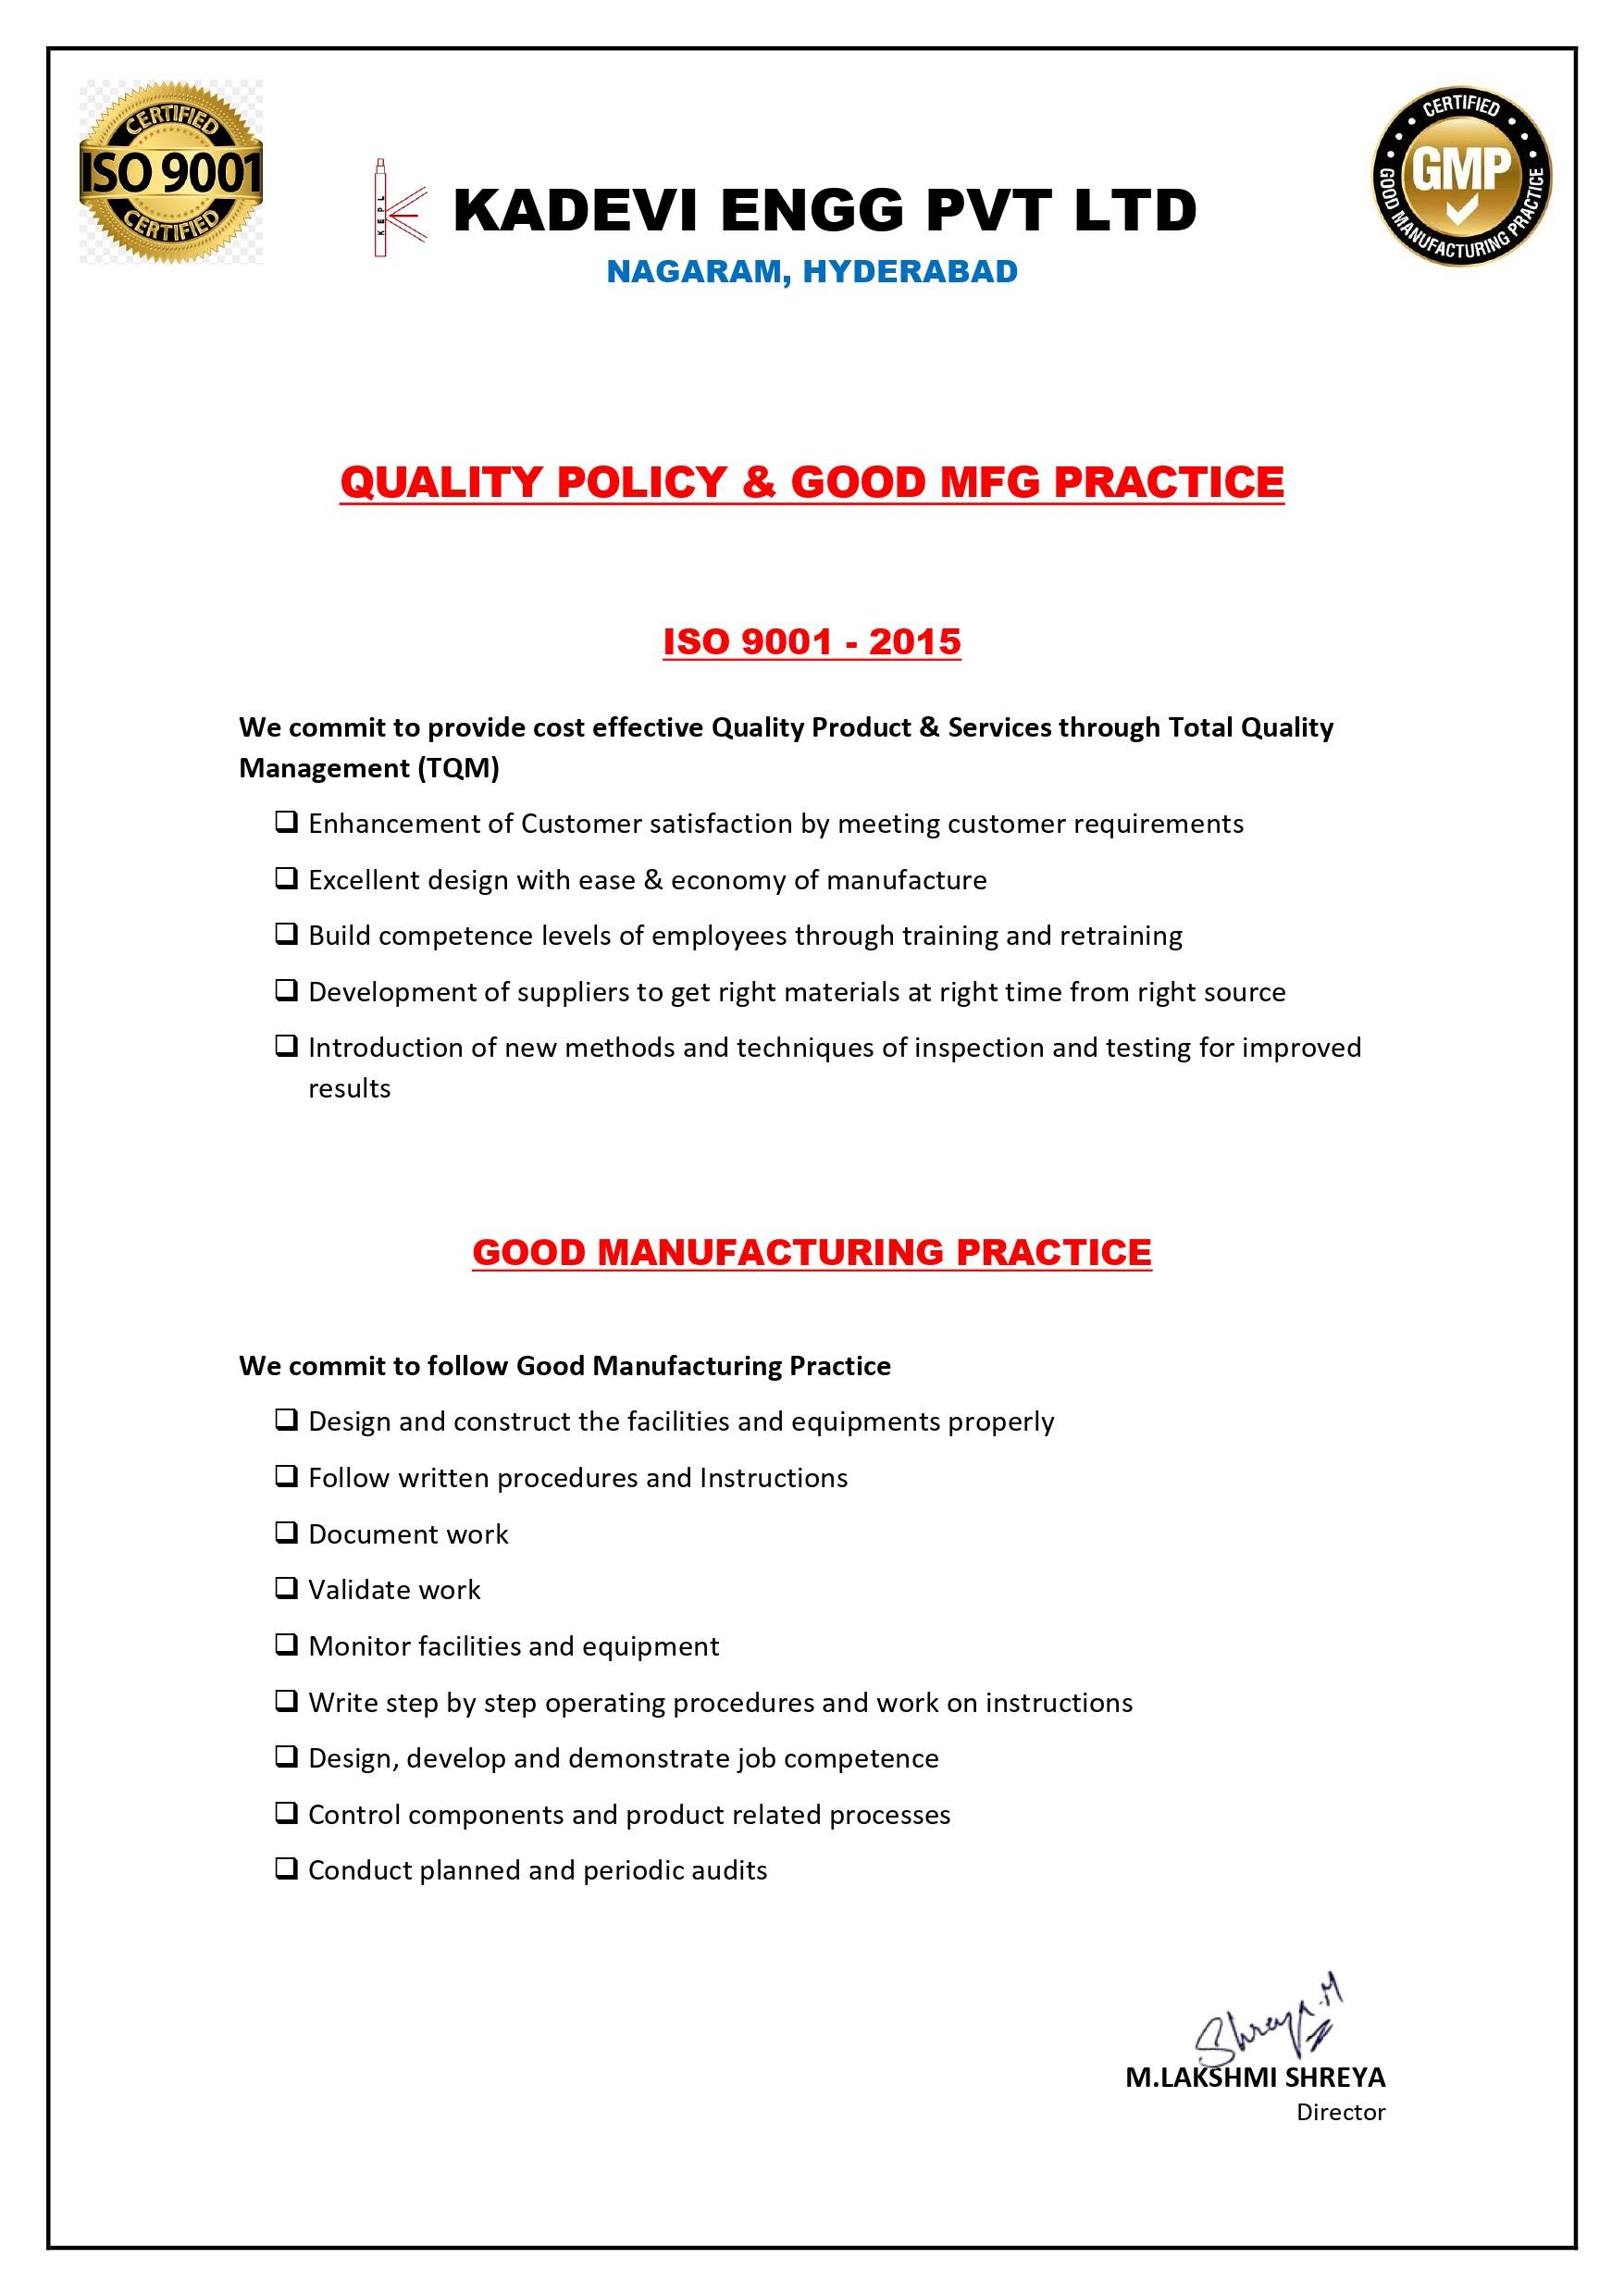 CERTIFIED
ISO 9001
CERTIFIED
KEPL
KADEVI ENGG PVT LTD
NAGARAM, HYDERABAD
CERTIFIED
GMP
GOOD MANUFACTURING PRACTICE
QUALITY POLICY & GOOD MFG PRACTICE
ISO 9001 - 2015
We commit to provide cost effective Quality Product & Services through Total Quality
Management (TQM)
❑ Enhancement of Customer satisfaction by meeting customer requirements
❑ Excellent design with ease & economy of manufacture
❑ Build competence levels of employees through training and retraining
❑ Development of suppliers to get right materials at right time from right source
❑ Introduction of new methods and techniques of inspection and testing for improved
results
GOOD MANUFACTURING PRACTICE
We commit to follow Good Manufacturing Practice
❑ Design and construct the facilities and equipments properly
❑ Follow written procedures and Instructions
❑ Document work
❑ Validate work
❑ Monitor facilities and equipment
❑ Write step by step operating procedures and work on instructions
❑ Design, develop and demonstrate job competence
❑ Control components and product related processes
❑ Conduct planned and periodic audits
Shreya.M
M.LAKSHMI SHREYA
Director